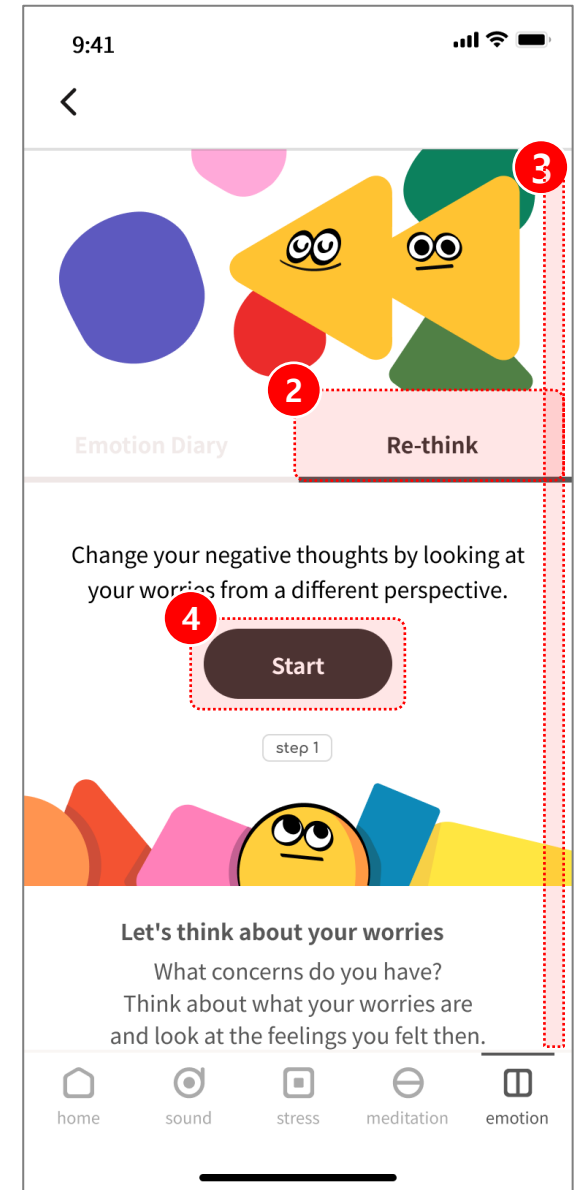 9:41
3
2
Emotion Diary
Re-think
Change your negative thoughts by looking at
your worries from a different perspective.
4
Start
step 1
Let's think about your worries
What concerns do you have?
Think about what your worries are
and look at the feelings you felt then.
home
sound
stress
meditation
emotion